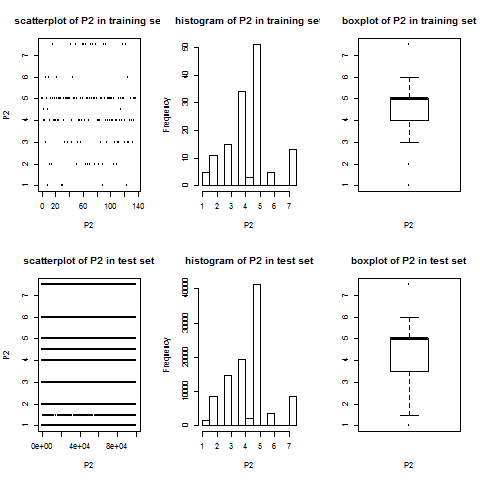 scatterplot of P2 in training se
histogram of P2 in training set
boxplot of P2 in training set
P2
1 2 3 4 5 6 7
0 20 60 100 140
P2
Frequency
0 10 20 30 40 50
1 2 3 4 5 6 7
P2
1 2 3 4 5 6 7
P2
scatterplot of P2 in test set
histogram of P2 in test set
boxplot of P2 in test set
P2
1 2 3 4 5 6 7
0e+00 4e+04 8e+04
P2
Frequency
0 10000 20000 30000 40000
1 2 3 4 5 6 7
P2
1 2 3 4 5 6 7
P2